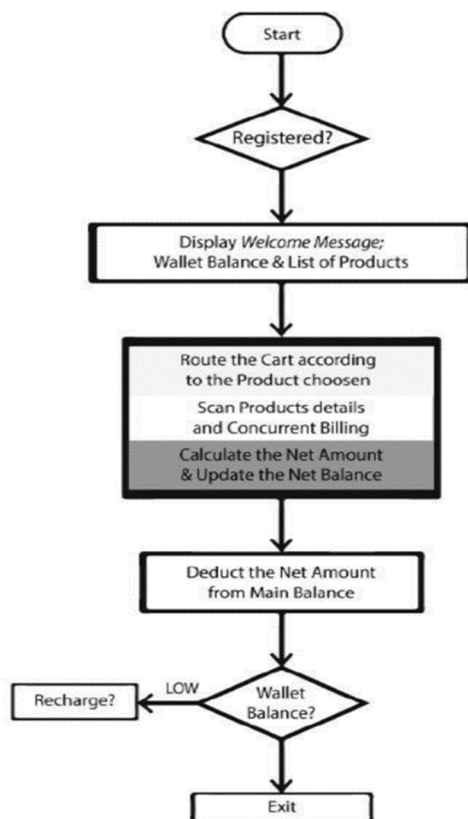 Start
Registered?
Display Welcome Message;
Wallet Balance & List of Products
Route the Cart according
to the Product choosen
Scan Products details
and Concurrent Billing
Calculate the Net Amount
& Update the Net Balance
Deduct the Net Amount
from Main Balance
Recharge?
LOW
Wallet
Balance?
Exit